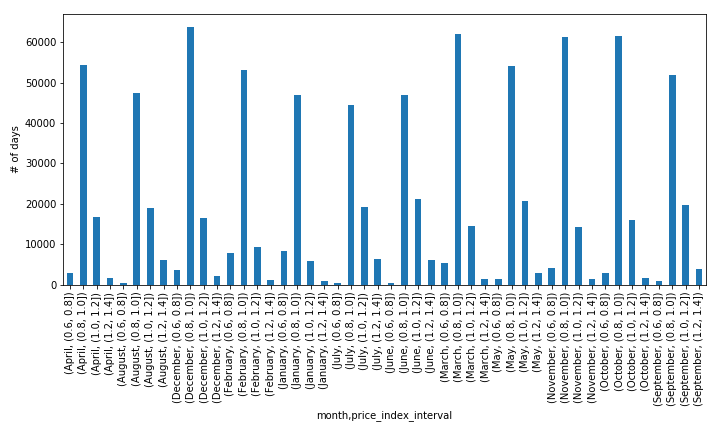 60000
50000
40000
30000
20000
10000
0
# of days
(April, (0.6, 0.8])
(April, (0.8, 1.0])
(April, (1.0, 1.2])
(April, (1.2, 1.4])
(August, (0.6, 0.8])
(August, (0.8, 1.0])
(August, (1.0, 1.2])
(August, (1.2, 1.4])
(December, (0.6, 0.8])
(December, (0.8, 1.0])
(December, (1.0, 1.2])
(December, (1.2, 1.4])
(February, (0.6, 0.8])
(February, (0.8, 1.0])
(February, (1.0, 1.2])
(February, (1.2, 1.4])
(January, (0.6, 0.8])
(January, (0.8, 1.0])
(January, (1.0, 1.2])
(January, (1.2, 1.4])
(July, (0.6, 0.8])
(July, (0.8, 1.0])
(July, (1.0, 1.2])
(July, (1.2, 1.4])
(June, (0.6, 0.8])
(June, (0.8, 1.0])
(June, (1.0, 1.2])
(June, (1.2, 1.4])
(March, (0.6, 0.8])
(March, (0.8, 1.0])
(March, (1.0, 1.2])
(March, (1.2, 1.4])
(May, (0.6, 0.8])
(May, (0.8, 1.0])
(May, (1.0, 1.2])
(May, (1.2, 1.4])
(November, (0.6, 0.8])
(November, (0.8, 1.0])
(November, (1.0, 1.2])
(November, (1.2, 1.4])
(October, (0.6, 0.8])
(October, (0.8, 1.0])
(October, (1.0, 1.2])
(October, (1.2, 1.4])
(September, (0.6, 0.8])
(September, (0.8, 1.0])
(September, (1.0, 1.2])
(September, (1.2, 1.4])
month,price_index_interval